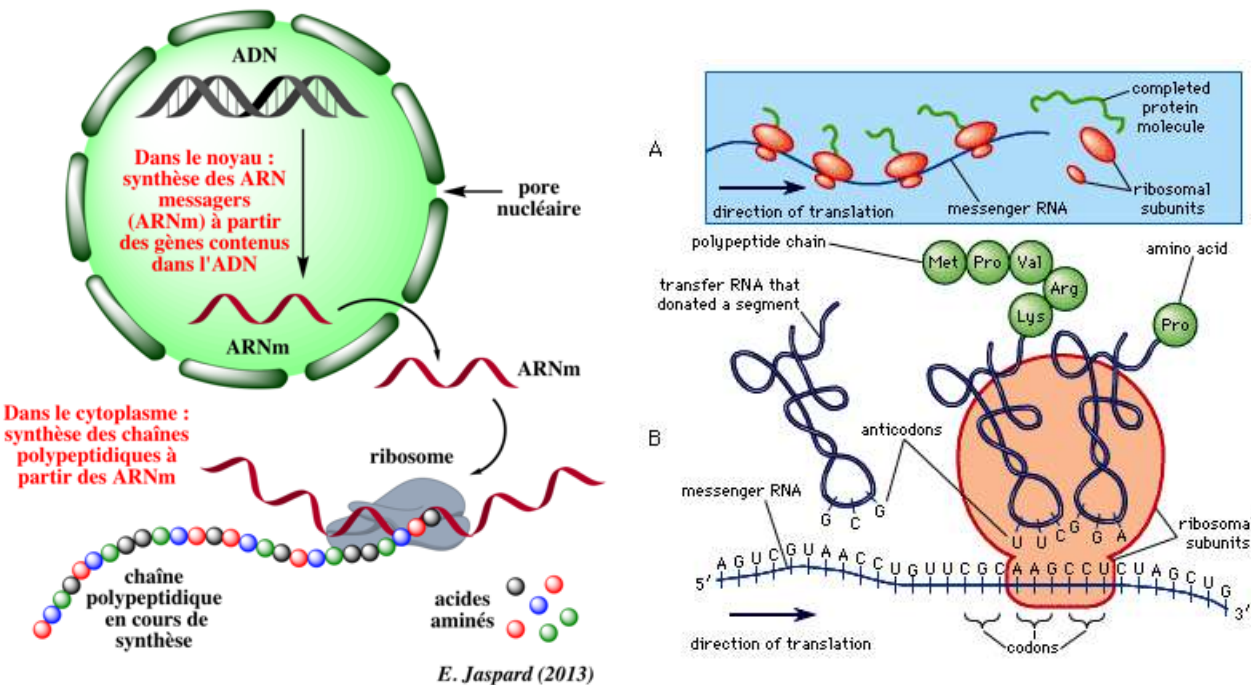 ADN
Dans le noyau :
synthèse des ARN
messagers
(ARNm) à partir
des gènes contenus
dans l'ADN
pore
nucléaire
ARNm
ARNm
Dans le cytoplasme :
synthèse des chaînes
polypeptidiques à
partir des ARNm
ribosome
chaîne
polypeptidique
en cours de
synthèse
acides
aminés
E. Jaspard (2013)
A
completed
protein
molecule
ribosomal
subunits
direction of translation
messenger RNA
polypeptide chain
amino acid
Met Pro Val
Arg
Lys
Pro
transfer RNA that
donated a segment
B
anticodons
messenger RNA
G C G
U U C G G A
ribosoma
subunits
5' A G U C G U A A C C U G U U C G C A A G C C U C U A G C U G 3'
direction of translation
codons